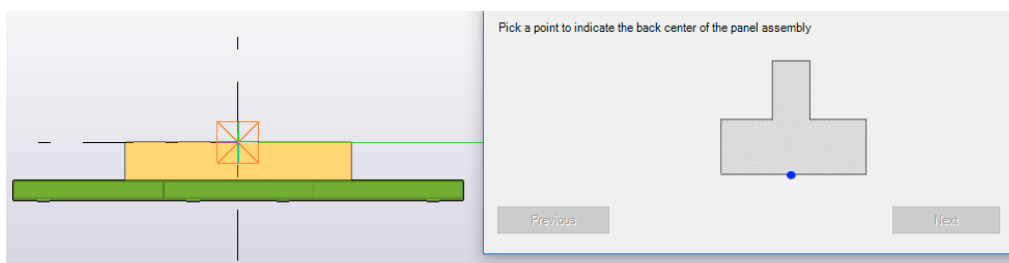 Pick a point to indicate the back center of the panel assembly
Previous
Next